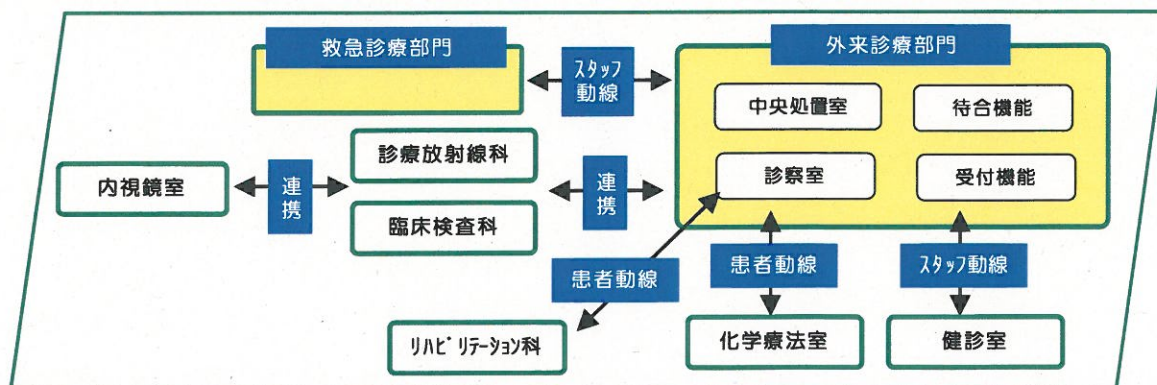 救急診療部門
外来診療部門
スタッフ
動線
中央処置室
待合機能
診療放射線科
内視鏡室
連携
連携
診察室
受付機能
臨床検査科
患者動線
患者動線
スタッフ動線
リハビリテーション科
化学療法室
健診室